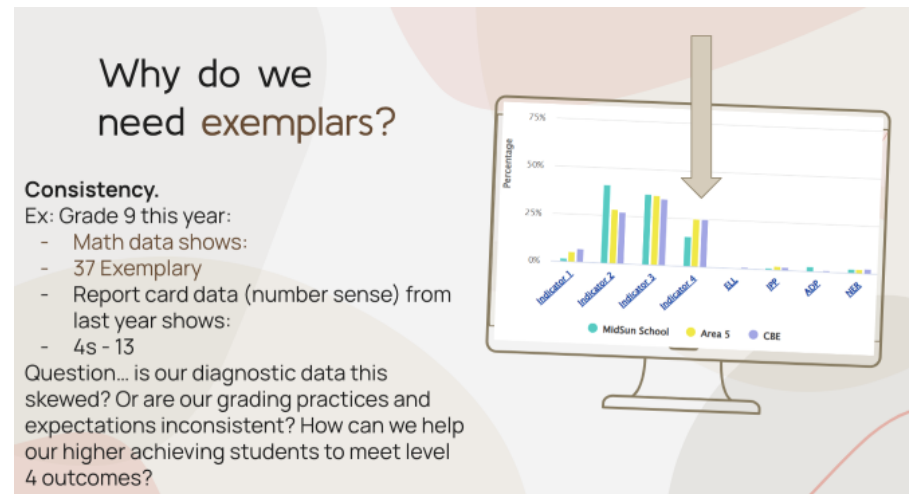 Why do we
need exemplars?
Consistency.
Ex: Grade 9 this year:
- Math data shows:
- 37 Exemplary
- Report card data (number sense) from
last year shows:
- 4s - 13
Question... is our diagnostic data this
skewed? Or are our grading practices and
expectations inconsistent? How can we help
our higher achieving students to meet level
4 outcomes?
75%
50%
25%
0%
Percentage
Indicator 1
Indicator 2
Indicator 3
Indicator 4
ELL
IPP
ADP
NER
MidSun School
Area 5
CBE